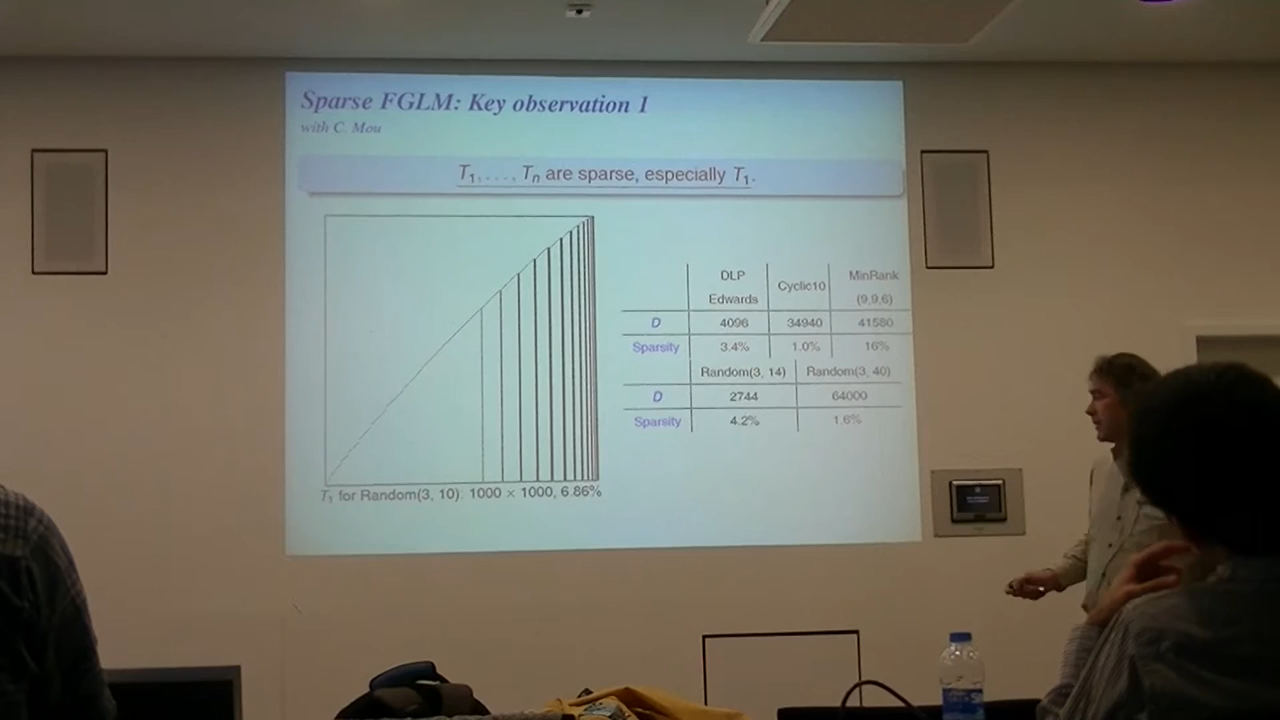 Sparse FGLM: Key observation 1
with C. Mou
T1, . . . , Tn are sparse, especially T1.
DLP Edwards Cyclic10 MinRank (9,9,6)
D 4096 34940 41580
Sparsity 3.4% 1.0% 16%
Random(3, 14) Random(3, 40)
D 2744 64000
Sparsity 4.2% 1.6%
T1 for Random(3, 10): 1000 × 1000, 6.86%